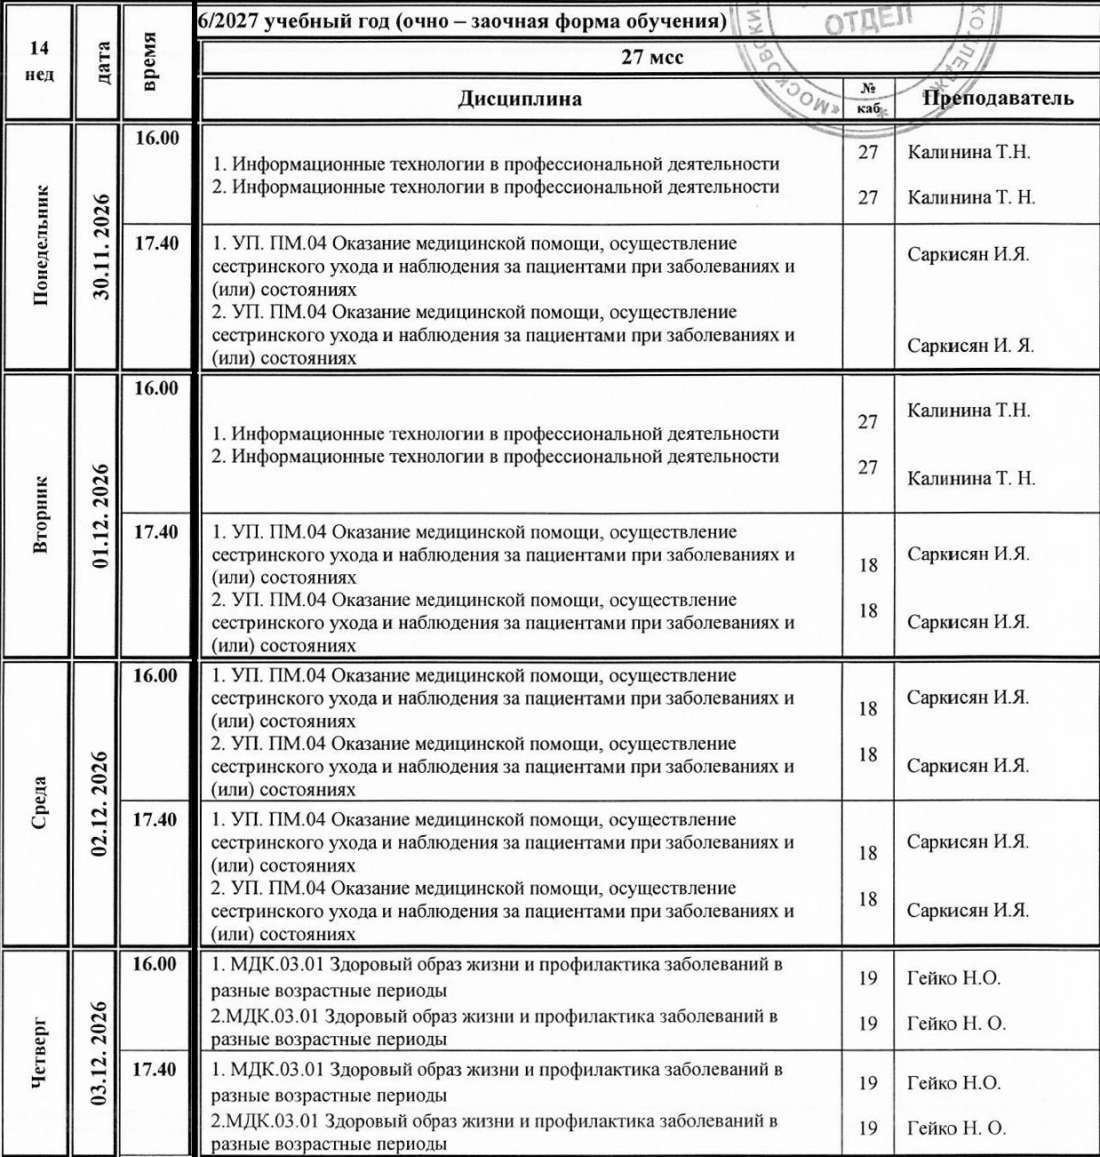 6/2027 учебный год (очно – заочная форма обучения)
ОТДЕЛ
14
нед
дата
время
27 мсс
Дисциплина
№
каб
Преподаватель
Понедельник
30.11. 2026
16.00
1. Информационные технологии в профессиональной деятельности
2. Информационные технологии в профессиональной деятельности
27
27
Калинина Т.Н.
Калинина Т. Н.
17.40
1. УП. ПМ.04 Оказание медицинской помощи, осуществление
сестринского ухода и наблюдения за пациентами при заболеваниях и
(или) состояниях
2. УП. ПМ.04 Оказание медицинской помощи, осуществление
сестринского ухода и наблюдения за пациентами при заболеваниях и
(или) состояниях
Саркисян И.Я.
Саркисян И. Я.
Вторник
01.12. 2026
16.00
1. Информационные технологии в профессиональной деятельности
2. Информационные технологии в профессиональной деятельности
27
27
Калинина Т.Н.
Калинина Т. Н.
17.40
1. УП. ПМ.04 Оказание медицинской помощи, осуществление
сестринского ухода и наблюдения за пациентами при заболеваниях и
(или) состояниях
2. УП. ПМ.04 Оказание медицинской помощи, осуществление
сестринского ухода и наблюдения за пациентами при заболеваниях и
(или) состояниях
18
18
Саркисян И.Я.
Саркисян И.Я.
Среда
02.12. 2026
16.00
1. УП. ПМ.04 Оказание медицинской помощи, осуществление
сестринского ухода и наблюдения за пациентами при заболеваниях и
(или) состояниях
2. УП. ПМ.04 Оказание медицинской помощи, осуществление
сестринского ухода и наблюдения за пациентами при заболеваниях и
(или) состояниях
18
18
Саркисян И.Я.
Саркисян И.Я.
17.40
1. УП. ПМ.04 Оказание медицинской помощи, осуществление
сестринского ухода и наблюдения за пациентами при заболеваниях и
(или) состояниях
2. УП. ПМ.04 Оказание медицинской помощи, осуществление
сестринского ухода и наблюдения за пациентами при заболеваниях и
(или) состояниях
18
18
Саркисян И.Я.
Саркисян И.Я.
Четверг
03.12. 2026
16.00
1. МДК.03.01 Здоровый образ жизни и профилактика заболеваний в
разные возрастные периоды
2.МДК.03.01 Здоровый образ жизни и профилактика заболеваний в
разные возрастные периоды
19
19
Гейко Н.О.
Гейко Н. О.
17.40
1. МДК.03.01 Здоровый образ жизни и профилактика заболеваний в
разные возрастные периоды
2.МДК.03.01 Здоровый образ жизни и профилактика заболеваний в
разные возрастные периоды
19
19
Гейко Н.О.
Гейко Н. О.